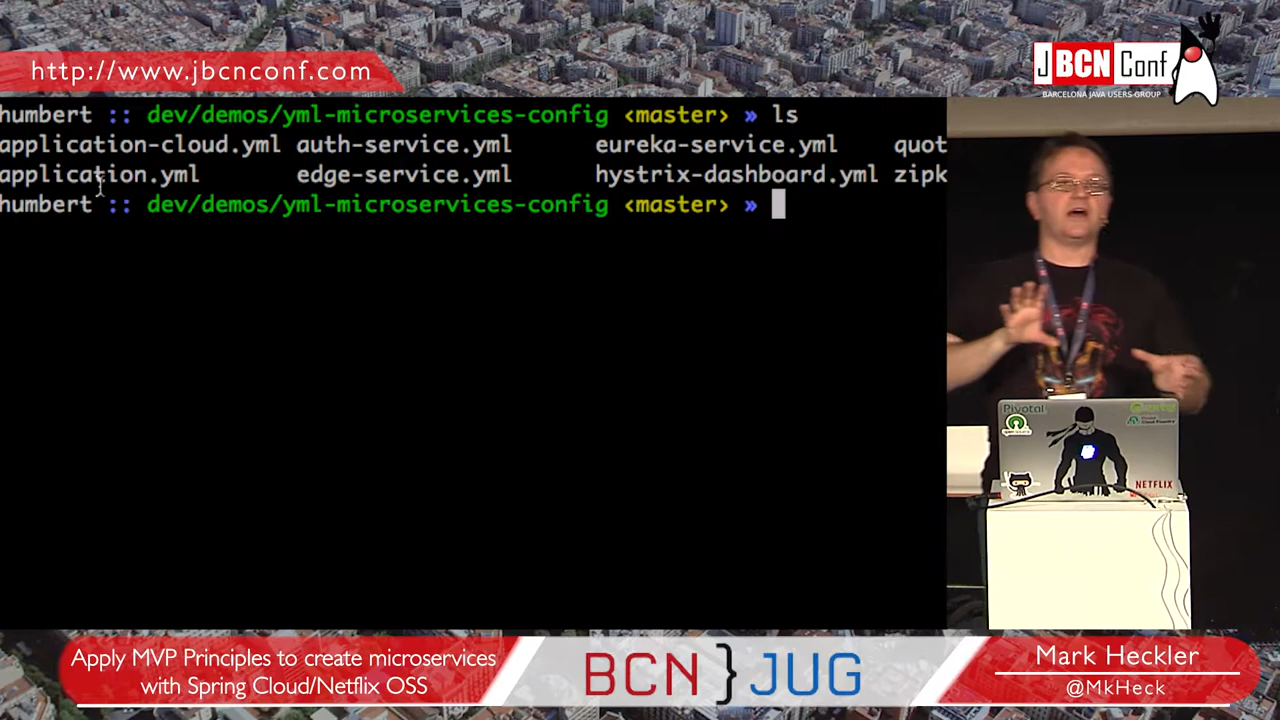 http://www.jbcnconf.com
JBCNConf
BARCELONA JAVA USERS GROUP
humbert :: dev/demos/yml-microservices-config ‹master› » ls
application-cloud.yml auth-service.yml eureka-service.yml quot
application.yml edge-service.yml hystrix-dashboard.yml zipk
humbert :: dev/demos/yml-microservices-config ‹master› »
Pivotal
NETFLIX
Apply MVP Principles to create microservices
with Spring Cloud/Netflix OSS
BCN}JUG
Mark Heckler
@MkHeck